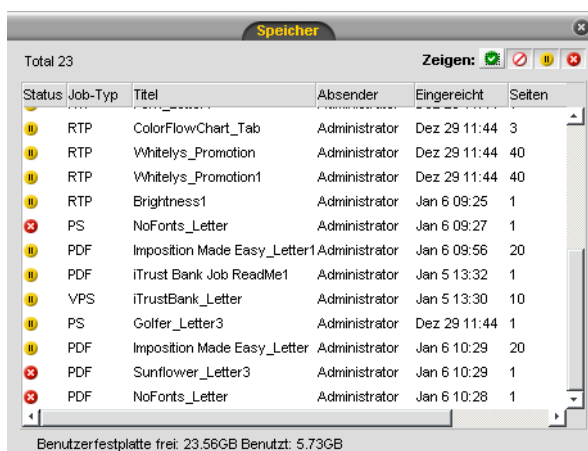 Speicher
Total 23 Zeigen:
Status Job-Typ Titel Absender Eingereicht Seiten
RTP ColorFlowChart_Tab Administrator Dez 29 11:44 3
RTP Whitelys_Promotion Administrator Dez 29 11:44 40
RTP Whitelys_Promotion1 Administrator Dez 29 11:44 40
RTP Brightness1 Administrator Jan 6 09:25 1
PS NoFonts_Letter Administrator Jan 6 09:27 1
PDF Imposition Made Easy_Letter1 Administrator Jan 6 09:56 20
PDF iTrust Bank Job ReadMe1 Administrator Jan 5 13:32 1
VPS iTrustBank_Letter Administrator Jan 5 13:30 10
PS Golfer_Letter3 Administrator Dez 29 11:44 1
PDF Imposition Made Easy_Letter Administrator Jan 6 10:29 20
PDF Sunflower_Letter3 Administrator Jan 6 10:29 1
PDF NoFonts_Letter Administrator Jan 6 10:28 1
Benutzerfestplatte frei: 23.56GB Benutzt: 5.73GB